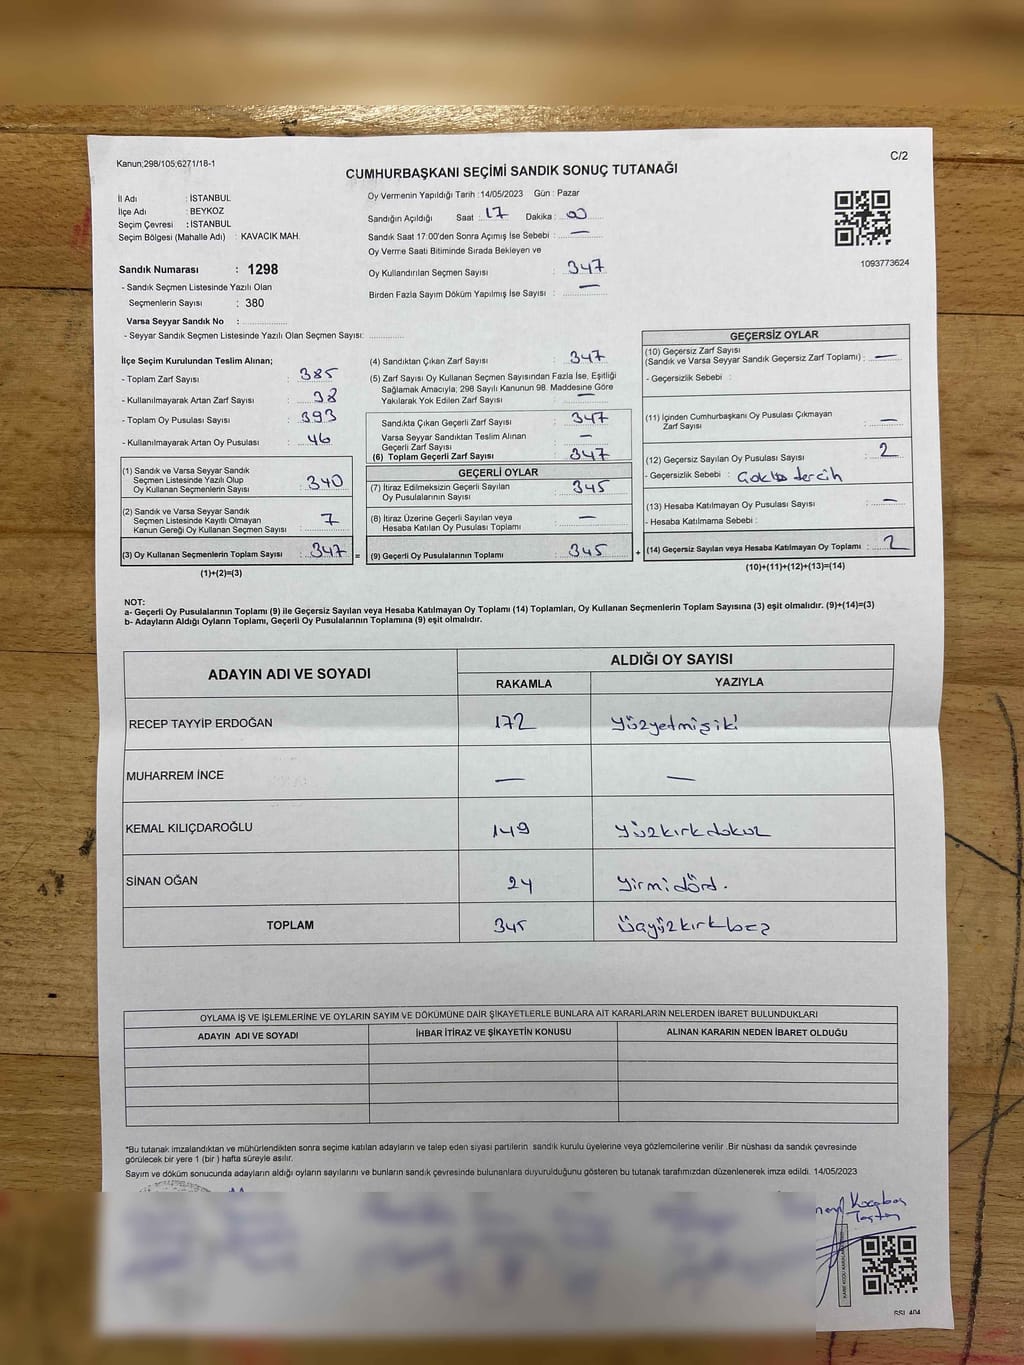 Kanun;298/105;6271/18-1
C/2
CUMHURBAŞKANI SEÇİMİ SANDIK SONUÇ TUTANAĞI
İl Adı : İSTANBUL
İlçe Adı : BEYKOZ
Seçim Çevresi : İSTANBUL
Seçim Bölgesi (Mahalle Adı) : KAVACIK MAH.
Oy Vermenin Yapıldığı Tarih : 14/05/2023 Gün : Pazar
Sandığın Açıldığı Saat : 17 Dakika : 00
Sandık Saat 17.00'den Sonra Açımış İse Sebebi : —
Oy Verme Saati Bitiminde Sırada Bekleyen ve
Oy Kullandırılan Seçmen Sayısı : 347
Birden Fazla Sayım Döküm Yapılmış İse Sayısı : —
1093773624
Sandık Numarası : 1298
- Sandık Seçmen Listesinde Yazılı Olan
Seçmenlerin Sayısı : 380
Varsa Seyyar Sandık No :
- Seyyar Sandık Seçmen Listesinde Yazılı Olan Seçmen Sayısı:
İlçe Seçim Kurulundan Teslim Alınan;
- Toplam Zarf Sayısı : 385
- Kullanılmayarak Artan Zarf Sayısı : 38
- Toplam Oy Pusulası Sayısı : 393
- Kullanılmayarak Artan Oy Pusulası : 46
(1) Sandık ve Varsa Seyyar Sandık
Seçmen Listesinde Yazılı Olup
Oy Kullanan Seçmenlerin Sayısı : 340
(2) Sandık ve Varsa Seyyar Sandık
Seçmen Listesinde Kayıtlı Olmayan
Kanun Gereği Oy Kullanan Seçmen Sayısı : 7
(3) Oy Kullanan Seçmenlerin Toplam Sayısı : 347 =
(1)+(2)=(3)
(4) Sandıktan Çıkan Zarf Sayısı : 347
(5) Zarf Sayısı Oy Kullanan Seçmen Sayısından Fazla İse, Eşitliği
Sağlamak Amacıyla; 298 Sayılı Kanunun 98. Maddesine Göre
Yakılarak Yok Edilen Zarf Sayısı : —
Sandıkta Çıkan Geçerli Zarf Sayısı : 347
Varsa Seyyar Sandıktan Teslim Alınan
Geçerli Zarf Sayısı : —
(6) Toplam Geçerli Zarf Sayısı : 347
GEÇERLİ OYLAR
(7) İtiraz Edilmeksizin Geçerli Sayılan
Oy Pusulalarının Sayısı : 345
(8) İtiraz Üzerine Geçerli Sayılan veya
Hesaba Katılan Oy Pusulası Toplamı : —
(9) Geçerli Oy Pusulalarının Toplamı : 345 +
GEÇERSİZ OYLAR
(10) Geçersiz Zarf Sayısı
(Sandık ve Varsa Seyyar Sandık Geçersiz Zarf Toplamı) : —
- Geçersizlik Sebebi :
(11) İçinden Cumhurbaşkanı Oy Pusulası Çıkmayan
Zarf Sayısı : —
(12) Geçersiz Sayılan Oy Pusulası Sayısı : 2
- Geçersizlik Sebebi : tercih
(13) Hesaba Katılmayan Oy Pusulası Sayısı : —
- Hesaba Katılmama Sebebi :
(14) Geçersiz Sayılan veya Hesaba Katılmayan Oy Toplamı : 2
(10)+(11)+(12)+(13)=(14)
NOT:
a- Geçerli Oy Pusulalarının Toplamı (9) ile Geçersiz Sayılan veya Hesaba Katılmayan Oy Toplamı (14) Toplamları, Oy Kullanan Seçmenlerin Toplam Sayısına (3) eşit olmalıdır. (9)+(14)=(3)
b- Adayların Aldığı Oyların Toplamı, Geçerli Oy Pusulalarının Toplamına (9) eşit olmalıdır.
ADAYIN ADI VE SOYADI
ALDIĞI OY SAYISI
RAKAMLA YAZIYLA
RECEP TAYYİP ERDOĞAN 172 Yüzyetmişiki
MUHARREM İNCE — —
KEMAL KILIÇDAROĞLU 149 Yüzkırkdokuz
SİNAN OĞAN 24 Yirmidörd.
TOPLAM 345 Üçyüzkırkbeş
OYLAMA İŞ VE İŞLEMLERİNE VE OYLARIN SAYIM VE DÖKÜMÜNE DAİR ŞİKAYETLERLE BUNLARA AİT KARARLARIN NELERDEN İBARET BULUNDUKLARI
ADAYIN ADI VE SOYADI İHBAR İTİRAZ VE ŞİKAYETİN KONUSU ALINAN KARARIN NEDEN İBARET OLDUĞU
*Bu tutanak imzalandıktan ve mühürlendikten sonra seçime katılan adayların ve talep eden siyasi partilerin sandık kurulu üyelerine veya gözlemcilerine verilir .Bir nüshası da sandık çevresinde
görülecek bir yere 1 (bir ) hafta süreyle asılır.
Sayım ve döküm sonucunda adayların aldığı oyların sayılarını ve bunların sandık çevresinde bulunanlara duyurulduğunu gösteren bu tutanak tarafımızdan düzenlenerek imza edildi. 14/05/2023